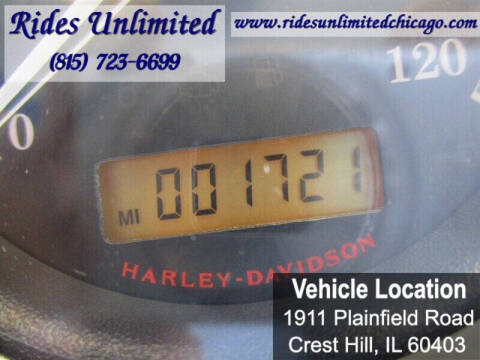 Rides Unlimited
(815) 723-6699
www.ridesunlimitedchicago.com
0
120
MI 001721
HARLEY-DAVIDSON
Vehicle Location
1911 Plainfield Road
Crest Hill, IL 60403